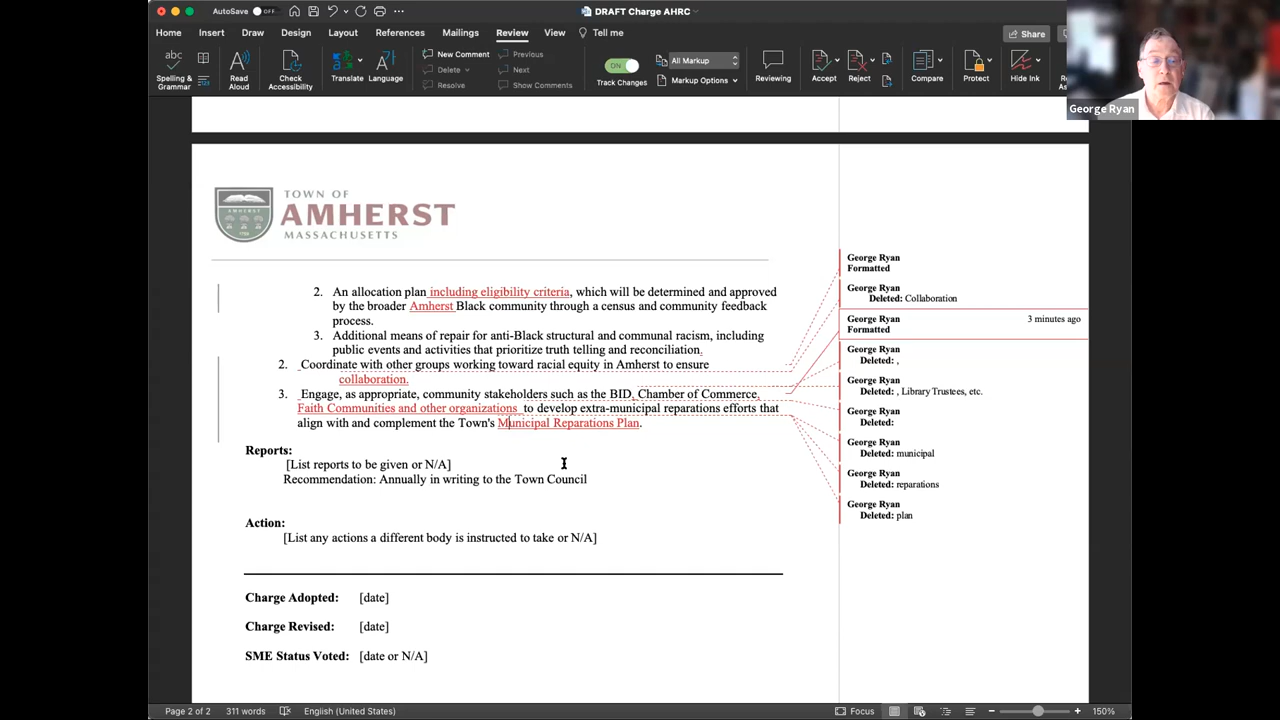 AutoSave OFF DRAFT Charge AHRC
Home Insert Draw Design Layout References Mailings Review View Tell me Share
abc
Spelling & Grammar
Read Aloud
Check Accessibility
Translate
Language
New Comment
Delete
Resolve
Previous
Next
Show Comments
ON
Track Changes
All Markup
Markup Options
Reviewing
Accept
Reject
Compare
Protect
Hide Ink
George Ryan
TOWN OF
AMHERST
MASSACHUSETTS
AMHERST
2. An allocation plan including eligibility criteria, which will be determined and approved
by the broader Amherst Black community through a census and community feedback
process.
3. Additional means of repair for anti-Black structural and communal racism, including
public events and activities that prioritize truth telling and reconciliation.
2. Coordinate with other groups working toward racial equity in Amherst to ensure
collaboration.
3. Engage, as appropriate, community stakeholders such as the BID, Chamber of Commerce,
Faith Communities and other organizations to develop extra-municipal reparations efforts that
align with and complement the Town's Municipal Reparations Plan.
Reports:
[List reports to be given or N/A]
Recommendation: Annually in writing to the Town Council
Action:
[List any actions a different body is instructed to take or N/A]
Charge Adopted: [date]
Charge Revised: [date]
SME Status Voted: [date or N/A]
George Ryan
Formatted
George Ryan
Deleted: Collaboration
George Ryan 3 minutes ago
Formatted
George Ryan
Deleted: ,
George Ryan
Deleted: , Library Trustees, etc.
George Ryan
Deleted:
George Ryan
Deleted: municipal
George Ryan
Deleted: reparations
George Ryan
Deleted: plan
Page 2 of 2 311 words English (United States) Focus 150%